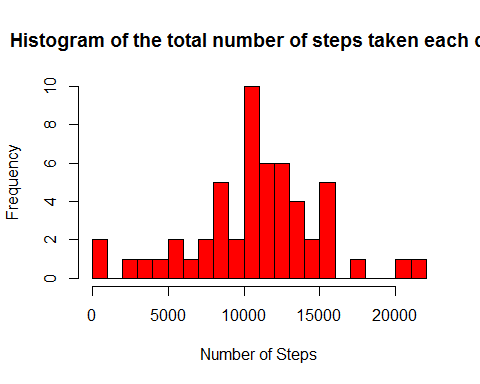 Histogram of the total number of steps taken each d
Frequency
10
8
6
4
2
0
0 5000 10000 15000 20000
Number of Steps